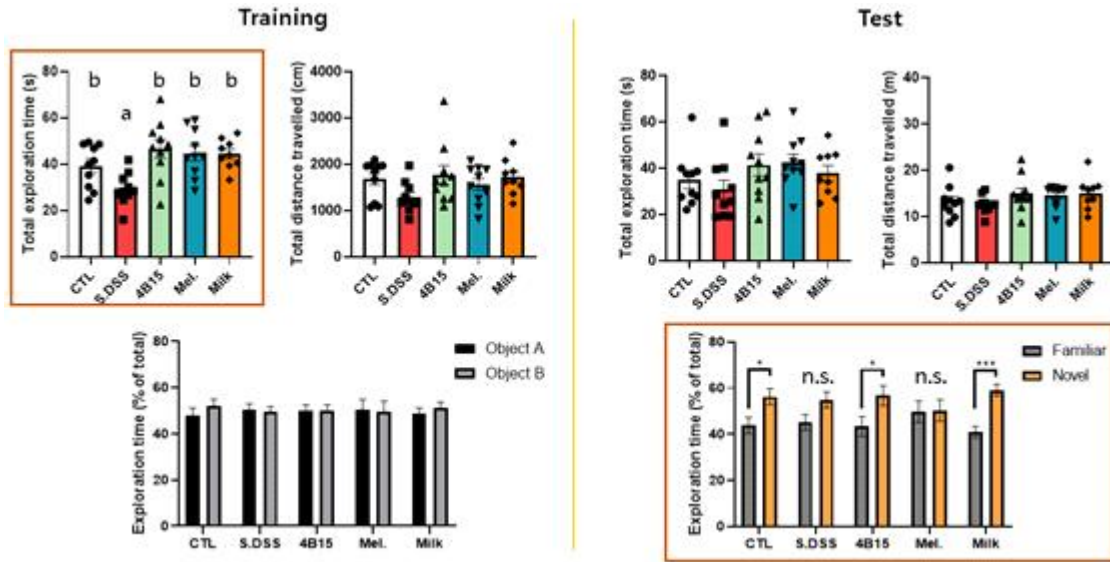 Training
Test
Total exploration time (s)
80
60
40
20
0
b
a
b
b
b
CTL
S.DSS
4B15
Mel.
Milk
Total distance travelled (cm)
4000
3000
2000
1000
0
CTL
S.DSS
4B15
Mel.
Milk
Total exploration time (s)
80
60
40
20
0
CTL
S.DSS
4B15
Mel.
Milk
Total distance travelled (m)
40
30
20
10
0
CTL
S.DSS
4B15
Mel.
Milk
Exploration time (% of total)
80
60
40
20
0
CTL
S.DSS
4B15
Mel.
Milk
Object A
Object B
Exploration time (% of total)
80
60
40
20
0
*
n.s.
*
n.s.
***
CTL
S.DSS
4B15
Mel.
Milk
Familiar
Novel